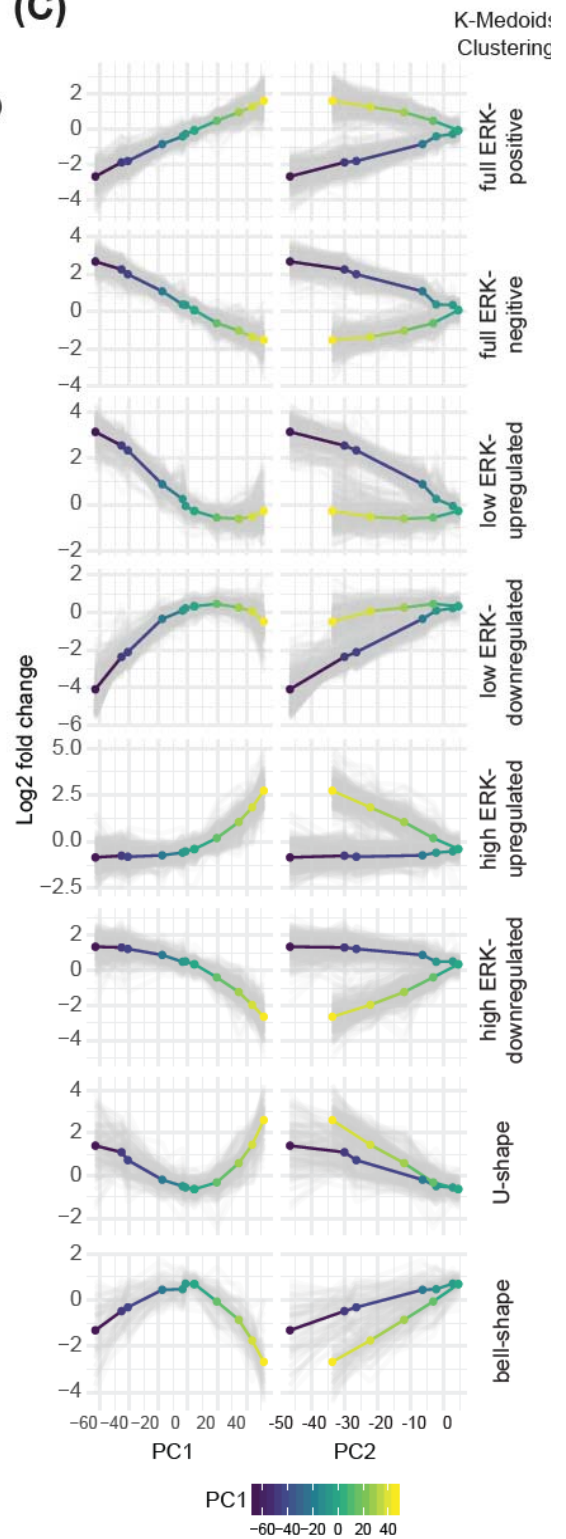 (C)
K-Medoids
Clustering
2
0
−2
−4
full ERK-
positive
4
2
0
−2
−4
full ERK-
negitive
4
2
0
−2
low ERK-
upregulated
2
0
−2
−4
−6
low ERK-
downregulated
5.0
2.5
0.0
−2.5
high ERK-
upregulated
2
0
−2
−4
high ERK-
downregulated
4
2
0
−2
U-shape
2
0
−2
−4
bell-shape
Log2 fold change
−60 −40 −20 0 20 40 -50 -40 -30 -20 -10 0
PC1 PC2
PC1
−60 −40 −20 0 20 40